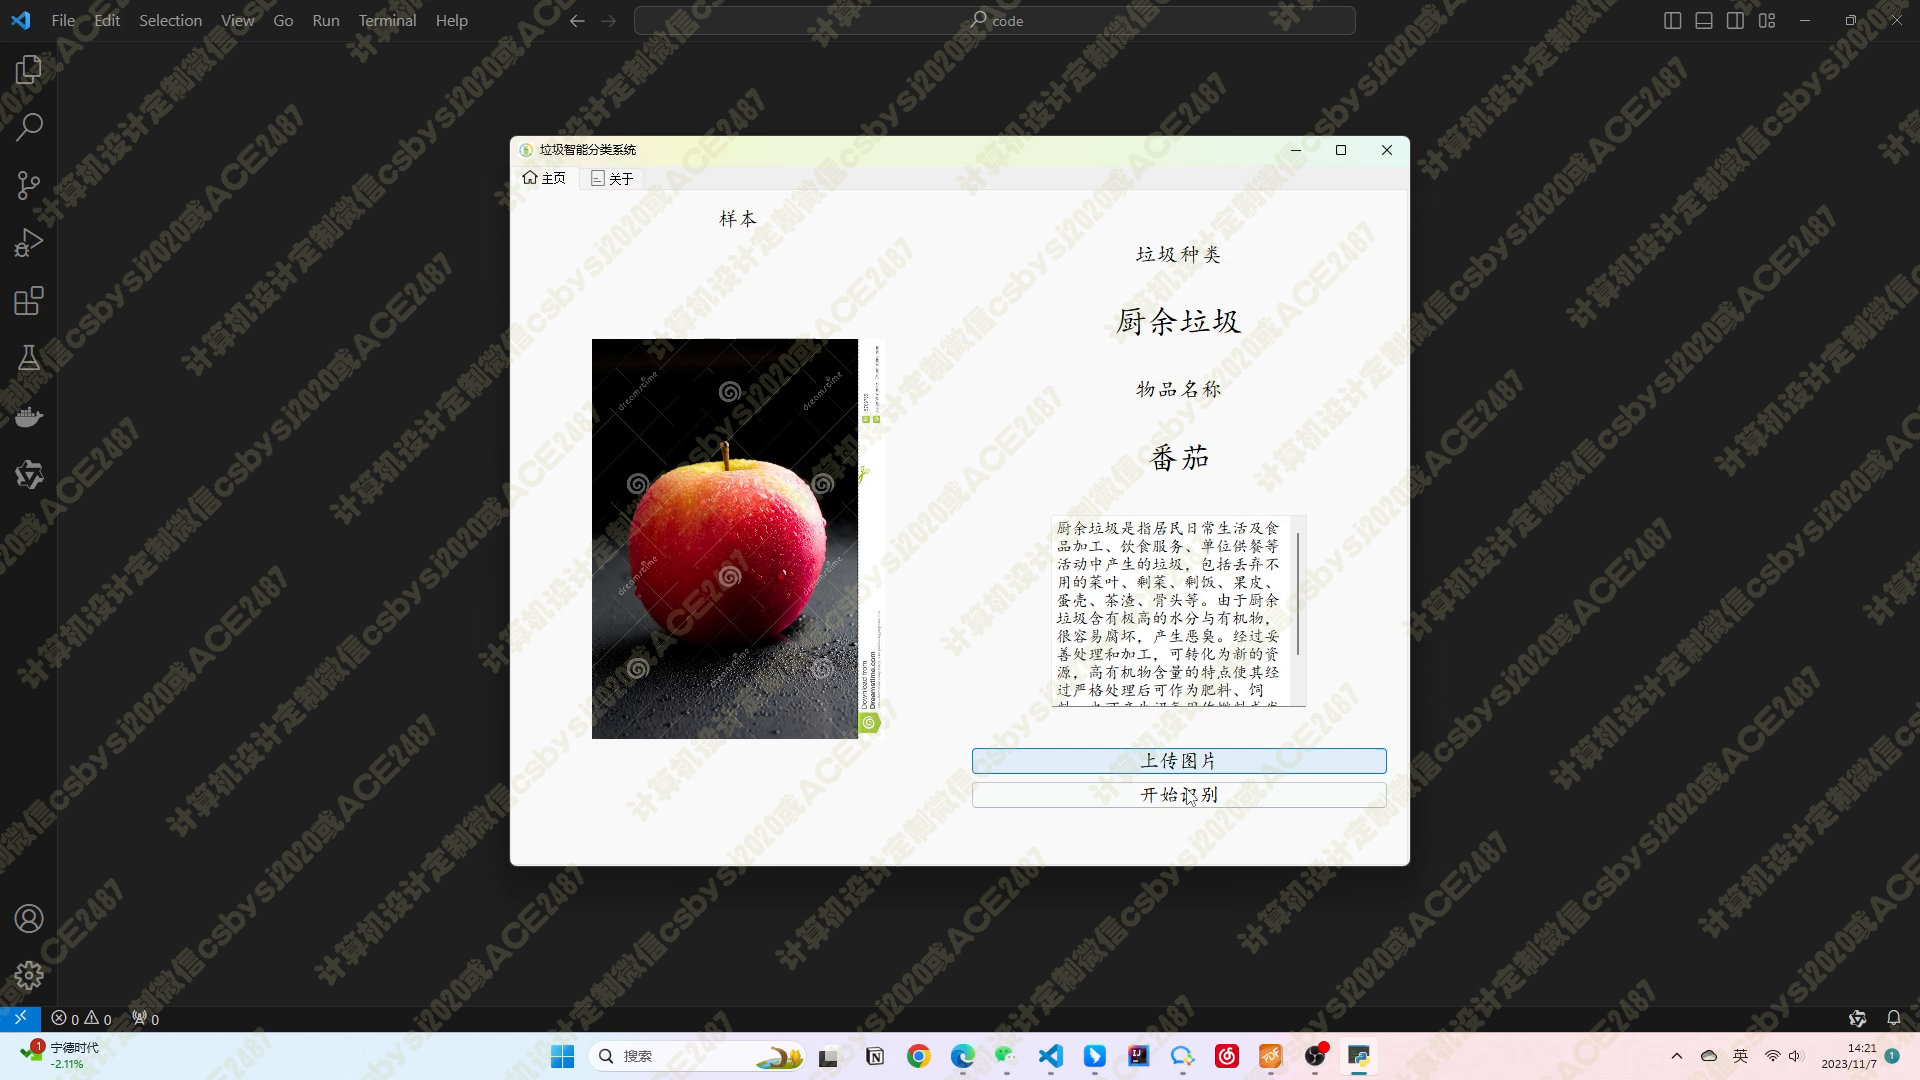 File Edit Selection View Go Run Terminal Help
code
垃圾智能分类系统
主页 关于
样本
垃圾种类
厨余垃圾
物品名称
番茄
厨余垃圾是指居民日常生活及食
品加工、饮食服务、单位供餐等
活动中产生的垃圾，包括丢弃不
用的菜叶、剩菜、剩饭、果皮、
蛋壳、茶渣、骨头等。由于厨余
垃圾含有极高的水分与有机物，
很容易腐坏，产生恶臭。经过妥
善处理和加工，可转化为新的资
源，高有机物含量的特点使其经
过严格处理后可作为肥料、饲
上传图片
开始识别
dreamstime
dreamstime
dreamstime
dreamstime
Download from
Dreamstime.com
计算机设计定制微信csbysj2020或ACE2487
0 0 0
1
宁德时代
-2.11%
搜索
英
14:21
2023/11/7
1